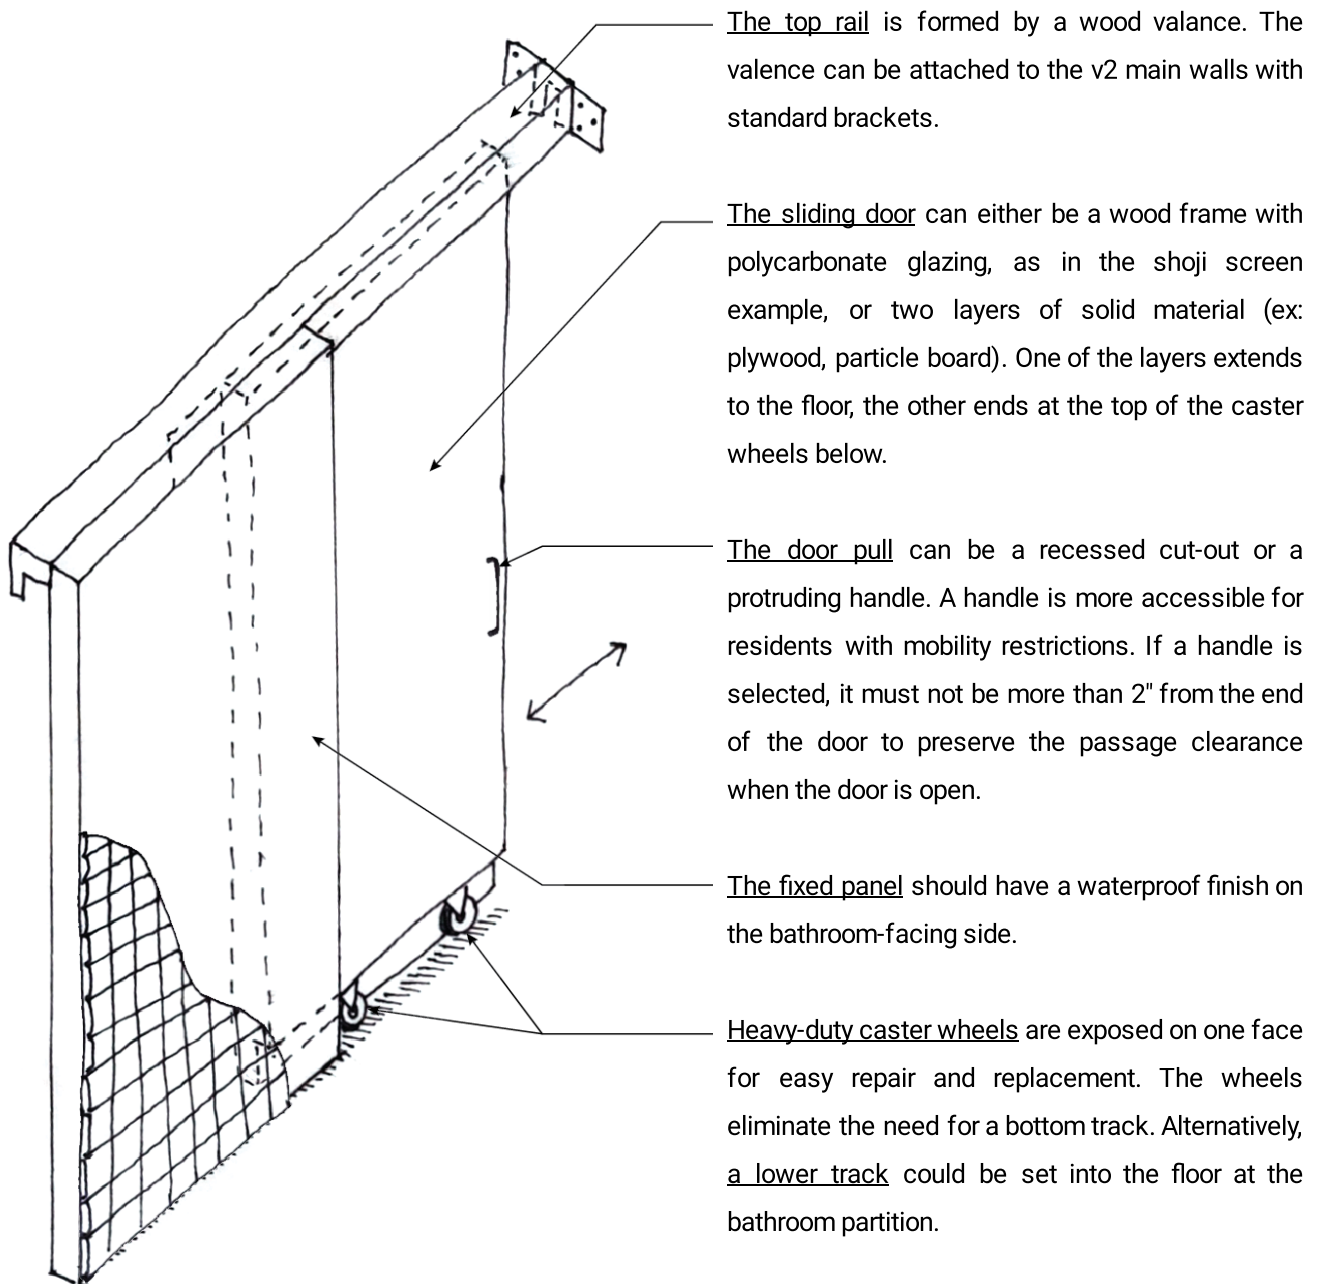 The top rail is formed by a wood valance. The
valence can be attached to the v2 main walls with
standard brackets.
The sliding door can either be a wood frame with
polycarbonate glazing, as in the shoji screen
example, or two layers of solid material (ex:
plywood, particle board). One of the layers extends
to the floor, the other ends at the top of the caster
wheels below.
The door pull can be a recessed cut-out or a
protruding handle. A handle is more accessible for
residents with mobility restrictions. If a handle is
selected, it must not be more than 2" from the end
of the door to preserve the passage clearance
when the door is open.
The fixed panel should have a waterproof finish on
the bathroom-facing side.
Heavy-duty caster wheels are exposed on one face
for easy repair and replacement. The wheels
eliminate the need for a bottom track. Alternatively,
a lower track could be set into the floor at the
bathroom partition.